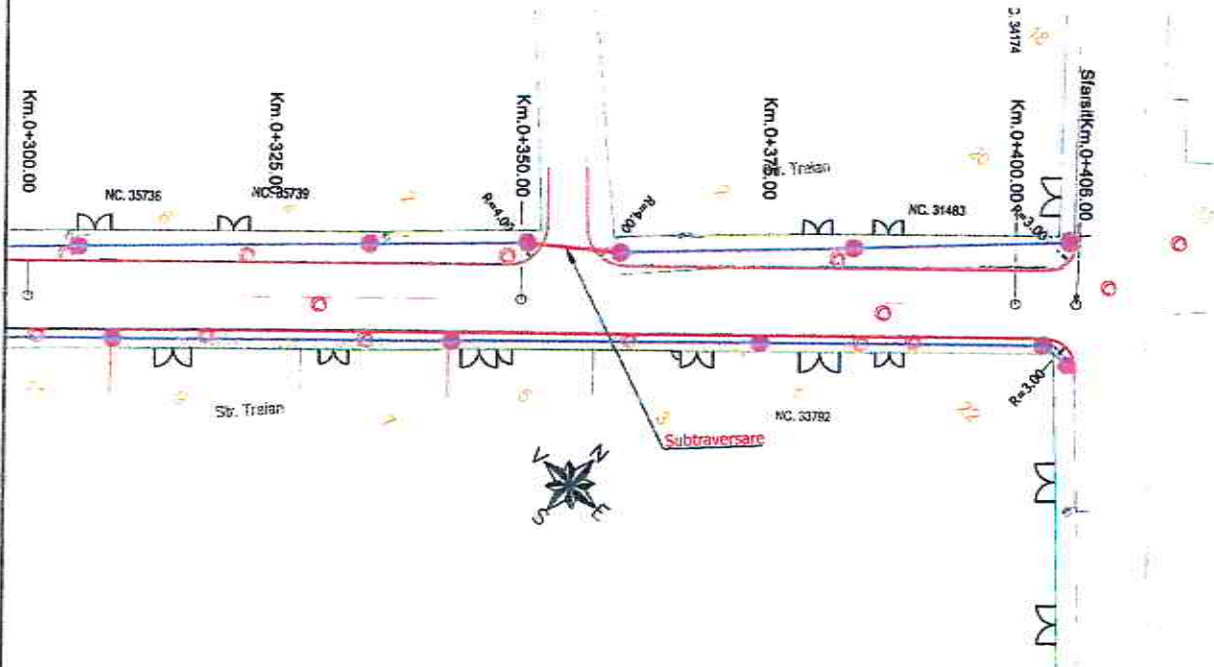 Km.0+300.00
Km.0+325.00
Km.0+350.00
Km.0+375.00
Km.0+400.00
SfarsitKm.0+406.00
34174
NC. 35736
NC. 35739
Str. Traian
NC. 31483
R=4.00
R=4.00
R=3.00
Str. Traian
NC. 33792
R=3.00
Subtraversare
V
N
S
E